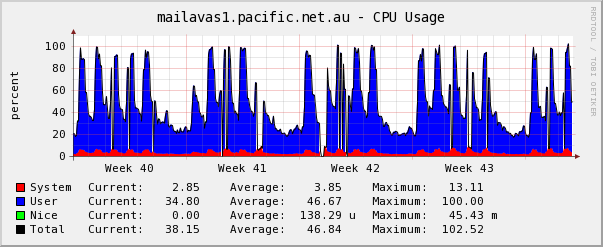 mailavas1.pacific.net.au - CPU Usage
RRDTOOL / TOBI OETIKER
percent
100
80
60
40
20
0
Week 40 Week 41 Week 42 Week 43
System Current: 2.85 Average: 3.85 Maximum: 13.11
User Current: 34.80 Average: 46.67 Maximum: 100.00
Nice Current: 0.00 Average: 138.29 u Maximum: 45.43 m
Total Current: 38.15 Average: 46.84 Maximum: 102.52